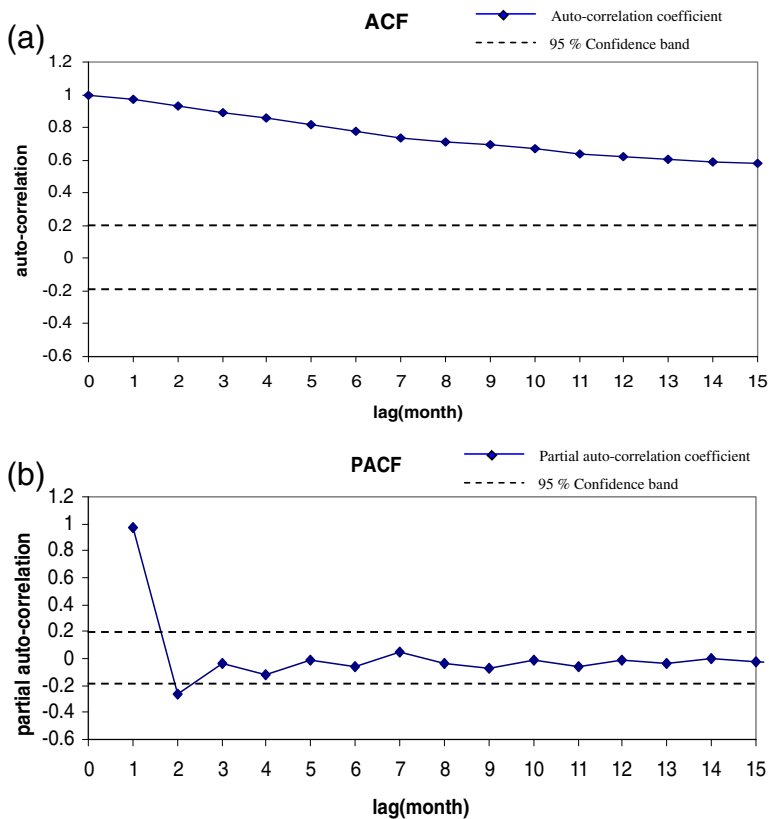 (a)
ACF
Auto-correlation coefficient
95 % Confidence band
1.2
1
0.8
0.6
0.4
0.2
0
-0.2
-0.4
-0.6
auto-correlation
0 1 2 3 4 5 6 7 8 9 10 11 12 13 14 15
lag(month)
(b)
PACF
Partial auto-correlation coefficient
95 % Confidence band
1.2
1
0.8
0.6
0.4
0.2
0
-0.2
-0.4
-0.6
partial auto-correlation
0 1 2 3 4 5 6 7 8 9 10 11 12 13 14 15
lag(month)